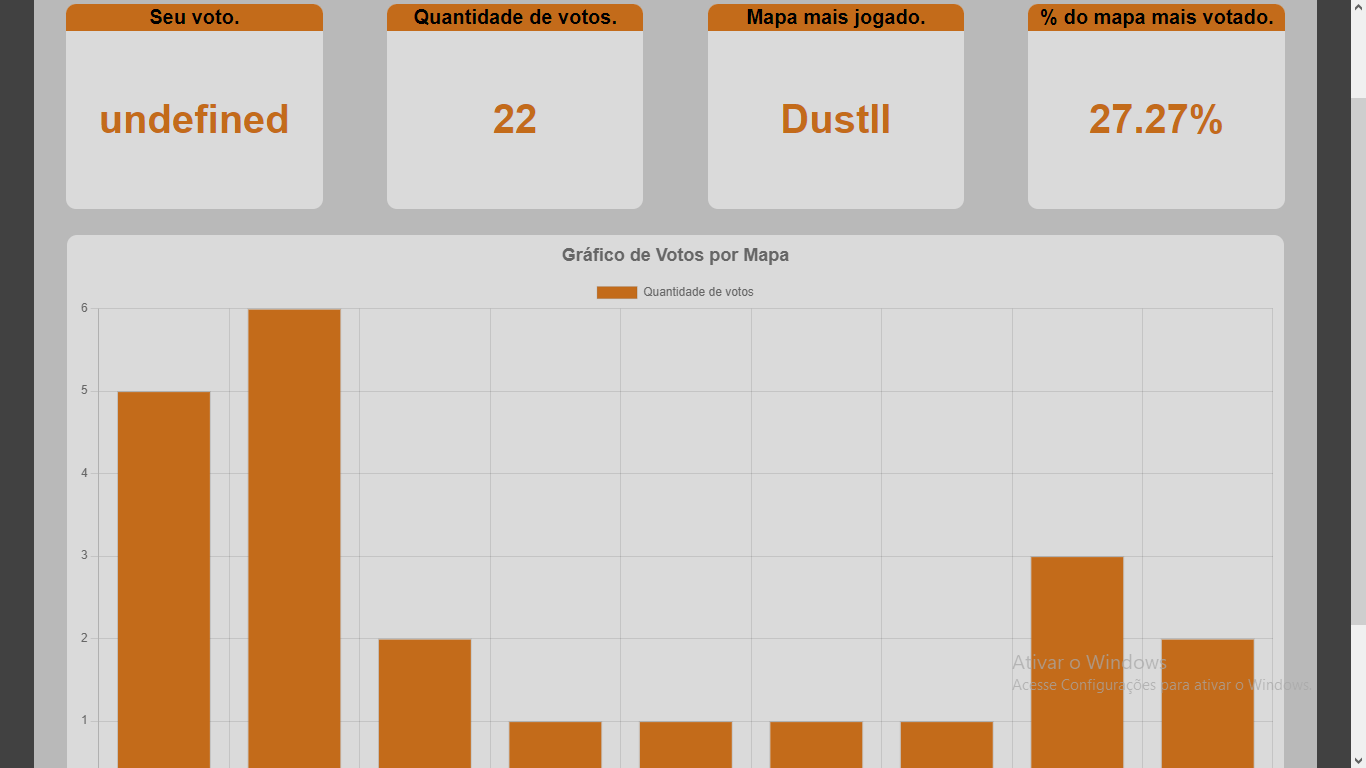 Seu voto.
Quantidade de votos.
Mapa mais jogado.
% do mapa mais votado.
undefined
22
DustII
27.27%
Gráfico de Votos por Mapa
Quantidade de votos
6
5
4
3
2
1
Ativar o Windows
Acesse Configurações para ativar o Windows.